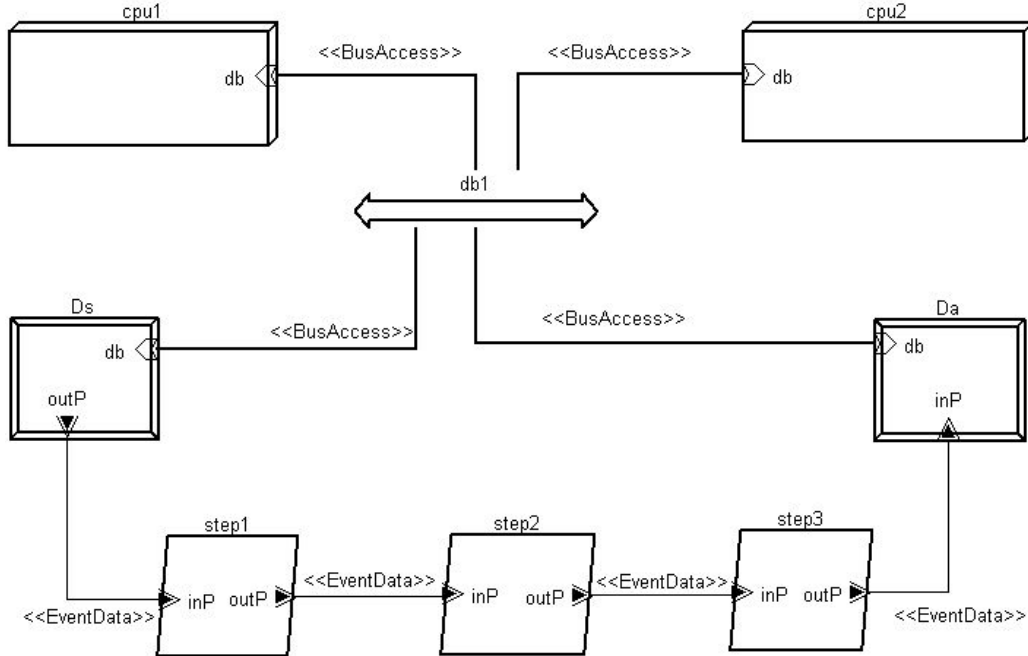 cpu1
cpu2
<<BusAccess>>
<<BusAccess>>
db
db
db1
Ds
Da
<<BusAccess>>
<<BusAccess>>
db
db
outP
inP
step1
step2
step3
<<EventData>>
<<EventData>>
inP
outP
inP
outP
inP
outP
<<EventData>>
<<EventData>>